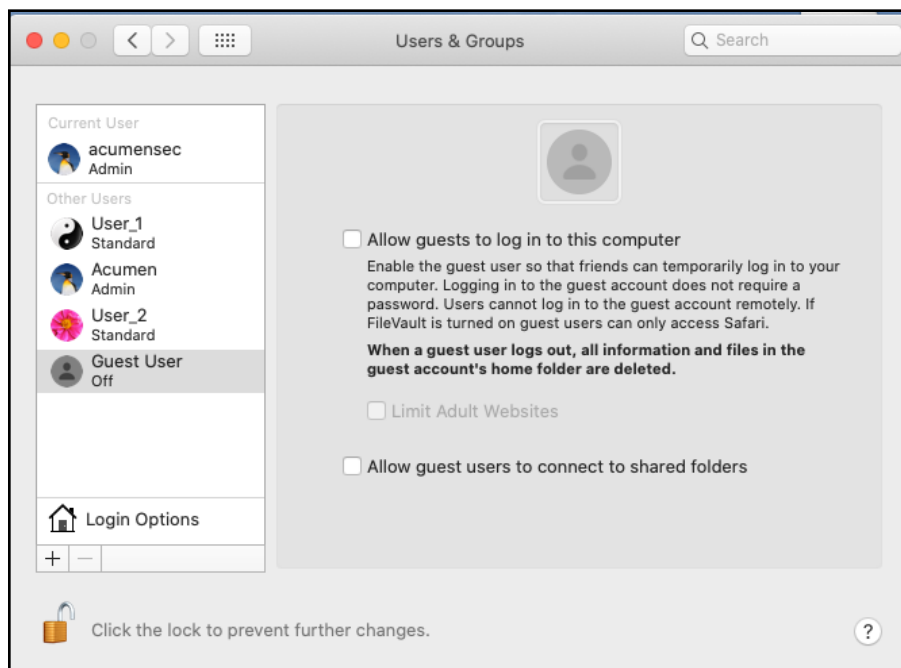 Users & Groups
Search
Current User
acumensec
Admin
Other Users
User_1
Standard
Acumen
Admin
User_2
Standard
Guest User
Off
Login Options
Allow guests to log in to this computer
Enable the guest user so that friends can temporarily log in to your
computer. Logging in to the guest account does not require a
password. Users cannot log in to the guest account remotely. If
FileVault is turned on guest users can only access Safari.
When a guest user logs out, all information and files in the
guest account's home folder are deleted.
Limit Adult Websites
Allow guest users to connect to shared folders
Click the lock to prevent further changes.
?